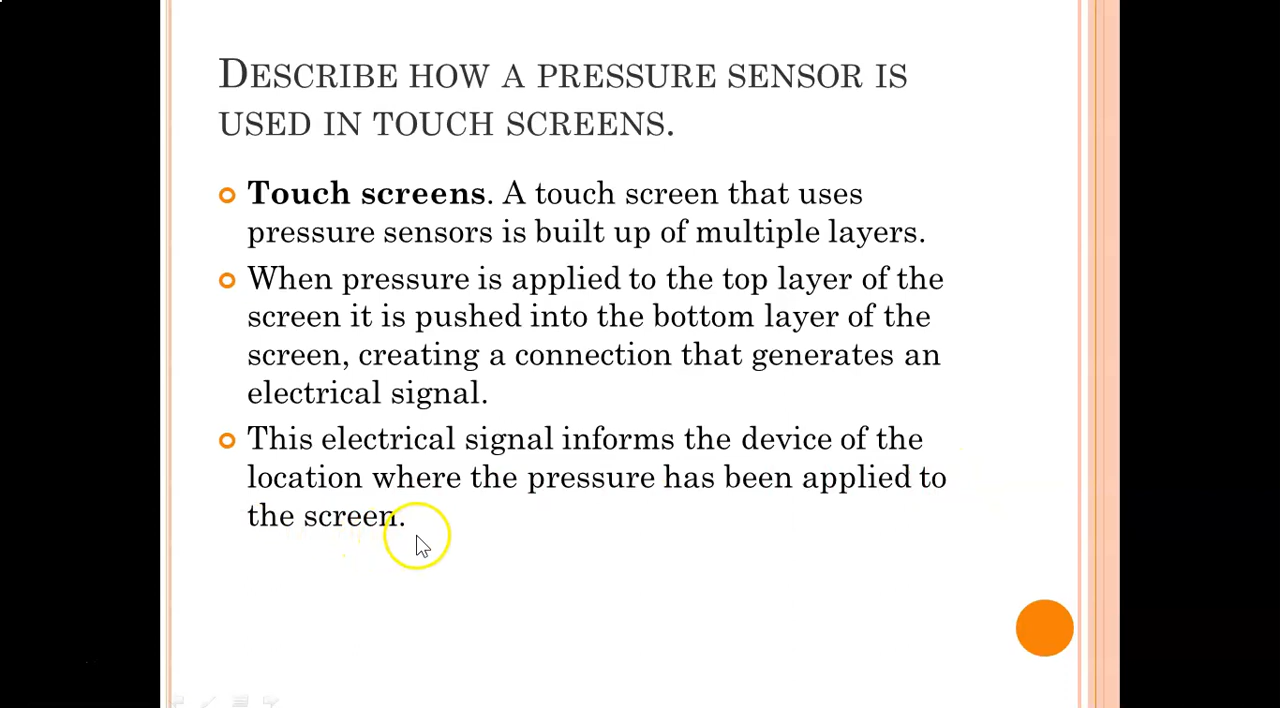 DESCRIBE HOW A PRESSURE SENSOR IS
USED IN TOUCH SCREENS.
Touch screens. A touch screen that uses
pressure sensors is built up of multiple layers.
When pressure is applied to the top layer of the
screen it is pushed into the bottom layer of the
screen, creating a connection that generates an
electrical signal.
This electrical signal informs the device of the
location where the pressure has been applied to
the screen.